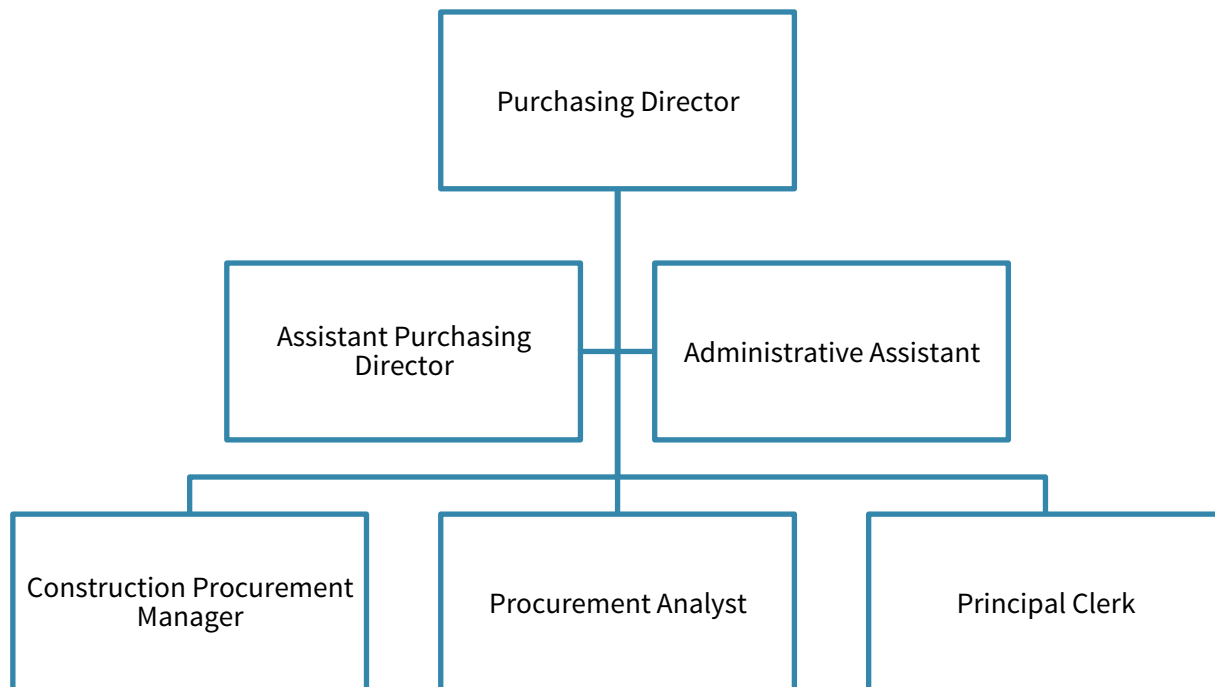 Purchasing Director
Assistant Purchasing
Director
Administrative Assistant
Construction Procurement
Manager
Procurement Analyst
Principal Clerk